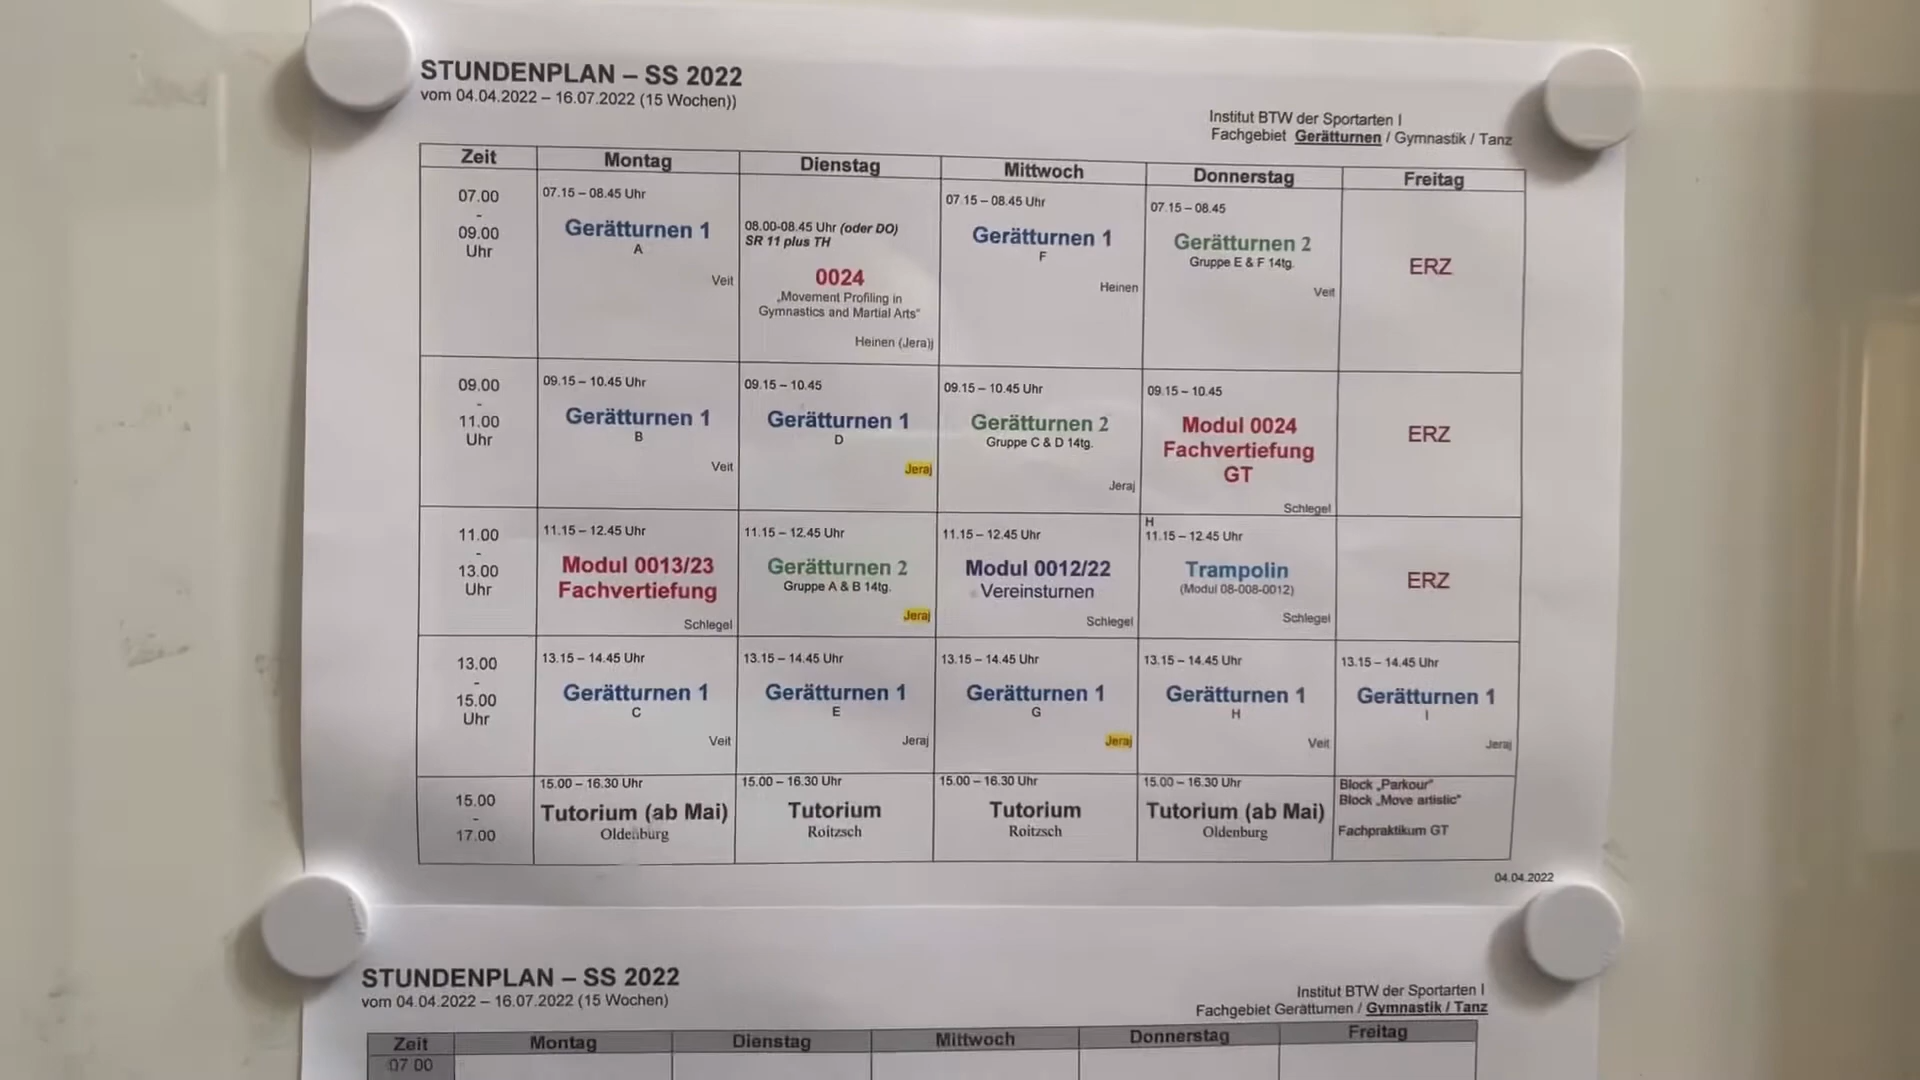 STUNDENPLAN – SS 2022
vom 04.04.2022 – 16.07.2022 (15 Wochen))
Institut BTW der Sportarten I
Fachgebiet Gerätturnen / Gymnastik / Tanz
Zeit Montag Dienstag Mittwoch Donnerstag Freitag
07.00
-
09.00
Uhr
07.15 – 08.45 Uhr
Gerätturnen 1
A
Veit
08.00-08.45 Uhr (oder DO)
SR 11 plus TH
0024
„Movement Profiling in
Gymnastics and Martial Arts“
Heinen (Jera)j
07.15 – 08.45 Uhr
Gerätturnen 1
F
Heinen
07.15 – 08.45
Gerätturnen 2
Gruppe E & F 14tg.
Veit
ERZ
09.00
-
11.00
Uhr
09.15 – 10.45 Uhr
Gerätturnen 1
B
Veit
09.15 – 10.45
Gerätturnen 1
D
Jeraj
09.15 – 10.45 Uhr
Gerätturnen 2
Gruppe C & D 14tg.
Jeraj
09.15 – 10.45
Modul 0024
Fachvertiefung
GT
Schlegel
ERZ
11.00
-
13.00
Uhr
11.15 – 12.45 Uhr
Modul 0013/23
Fachvertiefung
Schlegel
11.15 – 12.45 Uhr
Gerätturnen 2
Gruppe A & B 14tg.
Jeraj
11.15 – 12.45 Uhr
Modul 0012/22
Vereinsturnen
Schlegel
H
11.15 – 12.45 Uhr
Trampolin
(Modul 08-008-0012)
Schlegel
ERZ
13.00
-
15.00
Uhr
13.15 – 14.45 Uhr
Gerätturnen 1
C
Veit
13.15 – 14.45 Uhr
Gerätturnen 1
E
Jeraj
13.15 – 14.45 Uhr
Gerätturnen 1
G
Jeraj
13.15 – 14.45 Uhr
Gerätturnen 1
H
Veit
13.15 – 14.45 Uhr
Gerätturnen 1
I
Jeraj
15.00
-
17.00
15.00 – 16.30 Uhr
Tutorium (ab Mai)
Oldenburg
15.00 – 16.30 Uhr
Tutorium
Roitzsch
15.00 – 16.30 Uhr
Tutorium
Roitzsch
15.00 – 16.30 Uhr
Tutorium (ab Mai)
Oldenburg
Block „Parkour“
Block „Move artistic“
Fachpraktikum GT
04.04.2022
STUNDENPLAN – SS 2022
vom 04.04.2022 – 16.07.2022 (15 Wochen)
Institut BTW der Sportarten I
Fachgebiet Gerätturnen / Gymnastik / Tanz
Zeit Montag Dienstag Mittwoch Donnerstag Freitag
07 00